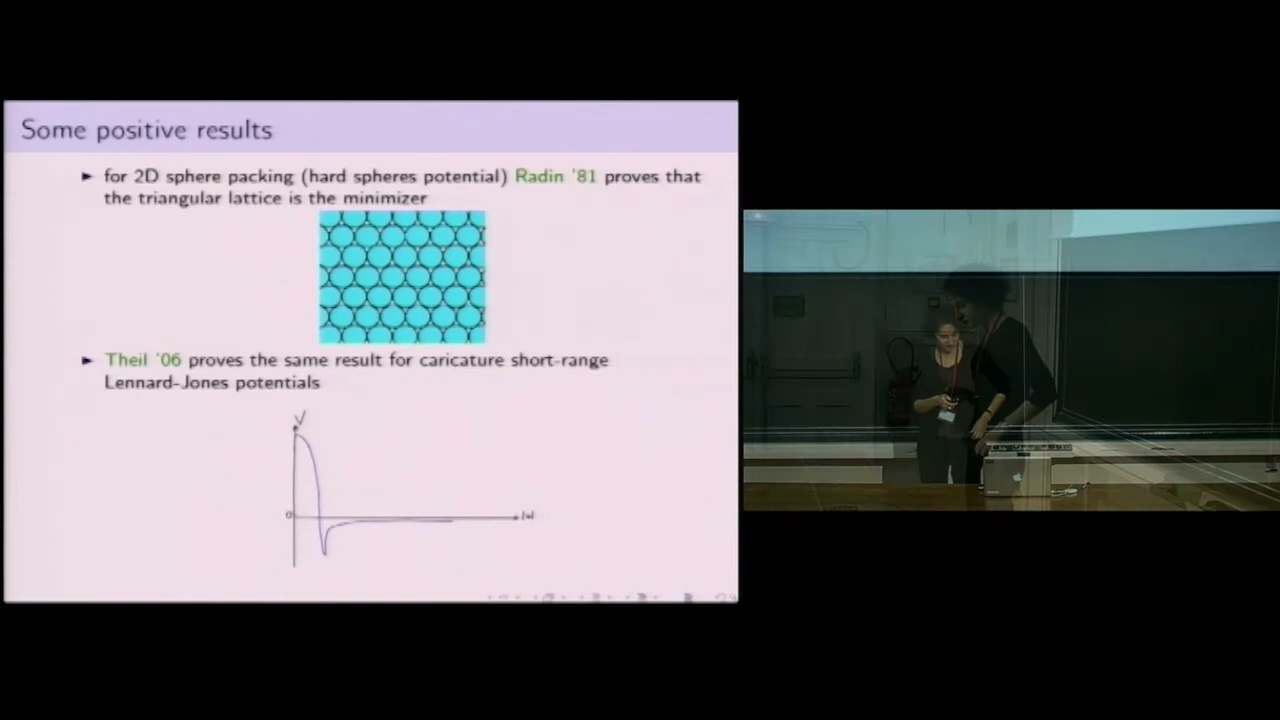 Some positive results
► for 2D sphere packing (hard spheres potential) Radin '81 proves that
the triangular lattice is the minimizer
► Theil '06 proves the same result for caricature short-range
Lennard-Jones potentials
V
0